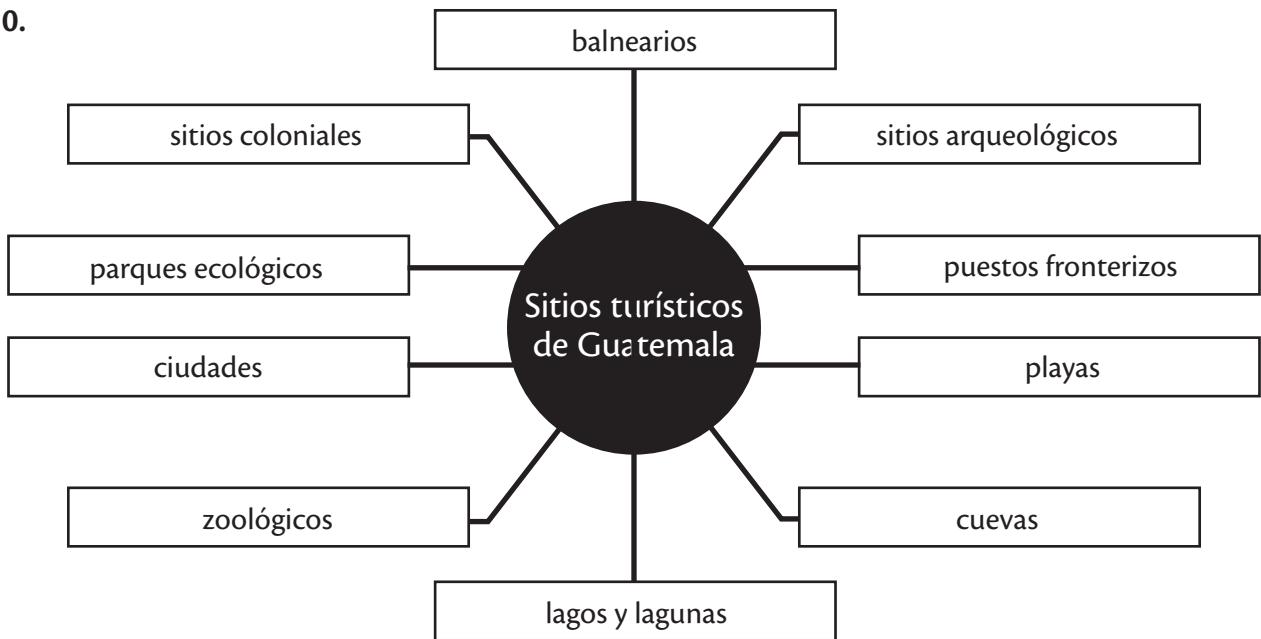 0.
balnearios
sitios coloniales
sitios arqueológicos
parques ecológicos
puestos fronterizos
Sitios turísticos
de Guatemala
ciudades
playas
zoológicos
cuevas
lagos y lagunas